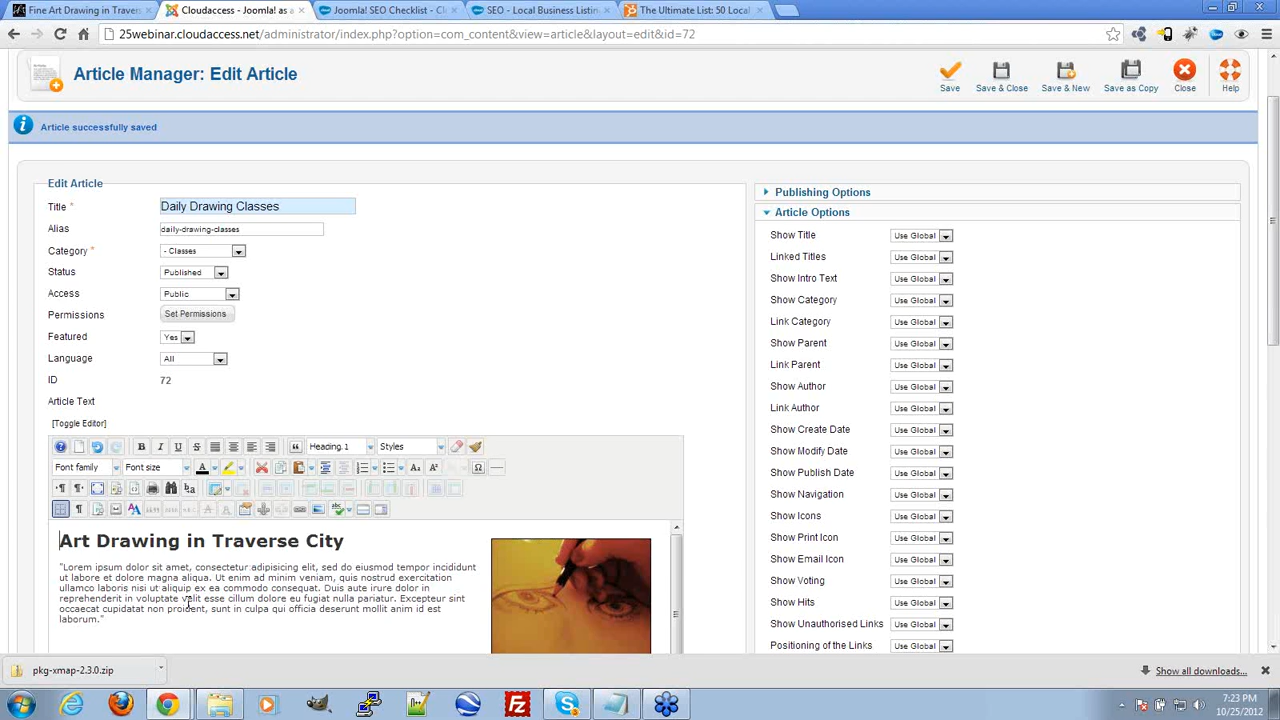 Fine Art Drawing in Travers
Cloudaccess - Joomla! as a
Joomla! SEO Checklist - Cl
SEO - Local Business Listin
The Ultimate List: 50 Local
25webinar.cloudaccess.net/administrator/index.php?option=com_content&view=article&layout=edit&id=72
Article Manager: Edit Article
Save
Save & Close
Save & New
Save as Copy
Close
Help
Article successfully saved
Edit Article
Title *
Daily Drawing Classes
Alias
daily-drawing-classes
Category *
- Classes
Status
Published
Access
Public
Permissions
Set Permissions
Featured
Yes
Language
All
ID
72
Article Text
[Toggle Editor]
Heading 1
Styles
Font family
Font size
Art Drawing in Traverse City
"Lorem ipsum dolor sit amet, consectetur adipisicing elit, sed do eiusmod tempor incididunt
ut labore et dolore magna aliqua. Ut enim ad minim veniam, quis nostrud exercitation
ullamco laboris nisi ut aliquip ex ea commodo consequat. Duis aute irure dolor in
reprehenderit in voluptate velit esse cillum dolore eu fugiat nulla pariatur. Excepteur sint
occaecat cupidatat non proident, sunt in culpa qui officia deserunt mollit anim id est
laborum."
Publishing Options
Article Options
Show Title
Use Global
Linked Titles
Use Global
Show Intro Text
Use Global
Show Category
Use Global
Link Category
Use Global
Show Parent
Use Global
Link Parent
Use Global
Show Author
Use Global
Link Author
Use Global
Show Create Date
Use Global
Show Modify Date
Use Global
Show Publish Date
Use Global
Show Navigation
Use Global
Show Icons
Use Global
Show Print Icon
Use Global
Show Email Icon
Use Global
Show Voting
Use Global
Show Hits
Use Global
Show Unauthorised Links
Use Global
Positioning of the Links
Use Global
pkg-xmap-2.3.0.zip
Show all downloads...
7:23 PM
10/25/2012